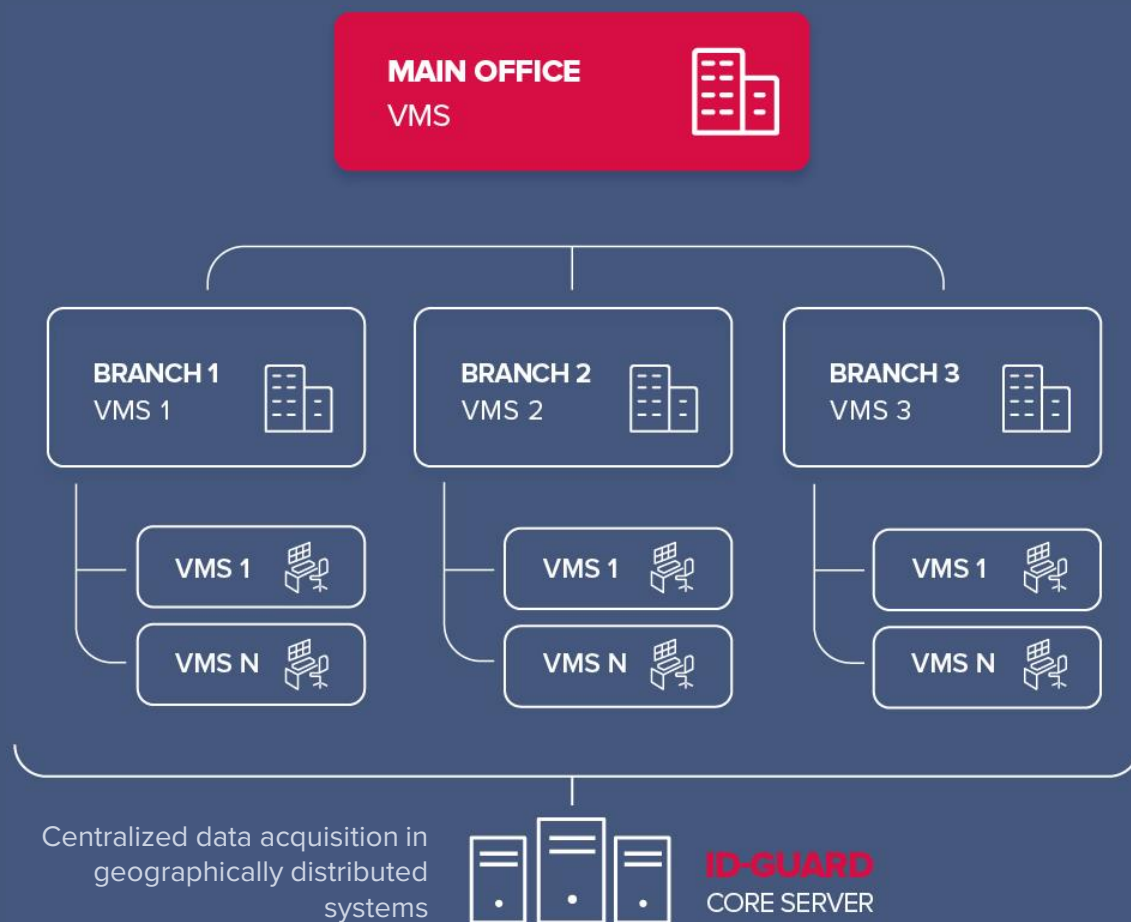 MAIN OFFICE
VMS
BRANCH 1
VMS 1
BRANCH 2
VMS 2
BRANCH 3
VMS 3
VMS 1
VMS N
VMS 1
VMS N
VMS 1
VMS N
Centralized data acquisition in
geographically distributed
systems
ID-GUARD
CORE SERVER